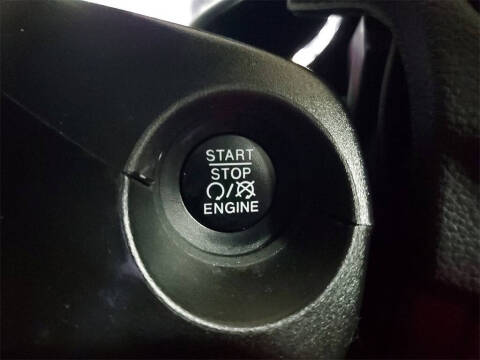 START
STOP
/
ENGINE